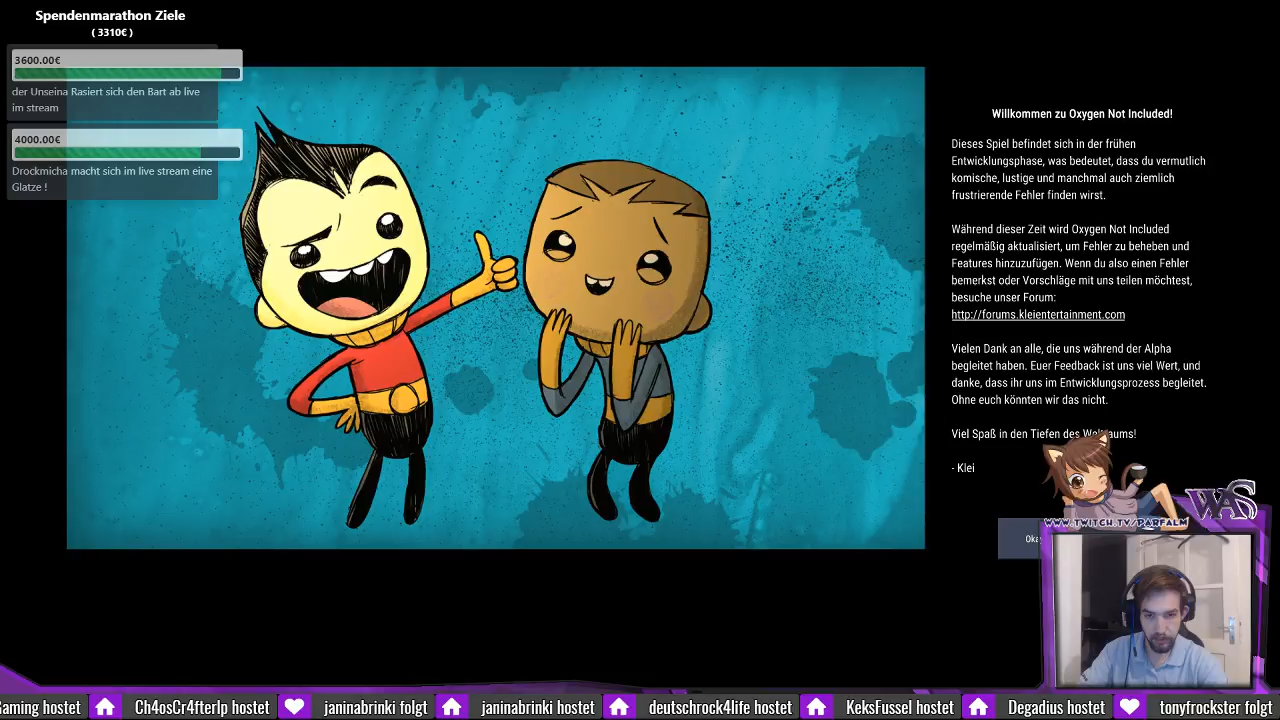 Spendenmarathon Ziele
( 3310€ )
3600.00€
der Unseina Rasiert sich den Bart ab live
im stream
4000.00€
Drockmicha macht sich im live stream eine
Glatze !
Willkommen zu Oxygen Not Included!
Dieses Spiel befindet sich in der frühen
Entwicklungsphase, was bedeutet, dass du vermutlich
komische, lustige und manchmal auch ziemlich
frustrierende Fehler finden wirst.
Während dieser Zeit wird Oxygen Not Included
regelmäßig aktualisiert, um Fehler zu beheben und
Features hinzuzufügen. Wenn du also einen Fehler
bemerkst oder Vorschläge mit uns teilen möchtest,
besuche unser Forum:
http://forums.kleientertainment.com
Vielen Dank an alle, die uns während der Alpha
begleitet haben. Euer Feedback ist uns viel Wert, und
danke, dass ihr uns im Entwicklungsprozess begleitet.
Ohne euch könnten wir das nicht.
Viel Spaß in den Tiefen des
- Klei
WAS
WWW.TWITCH.TV/PARFALM
Gaming hostet Ch4osCr4fterlp hostet janinabrinki folgt janinabrinki hostet deutschrock4life hostet KeksFussel hostet Degadius hostet tonyfrockster folgt